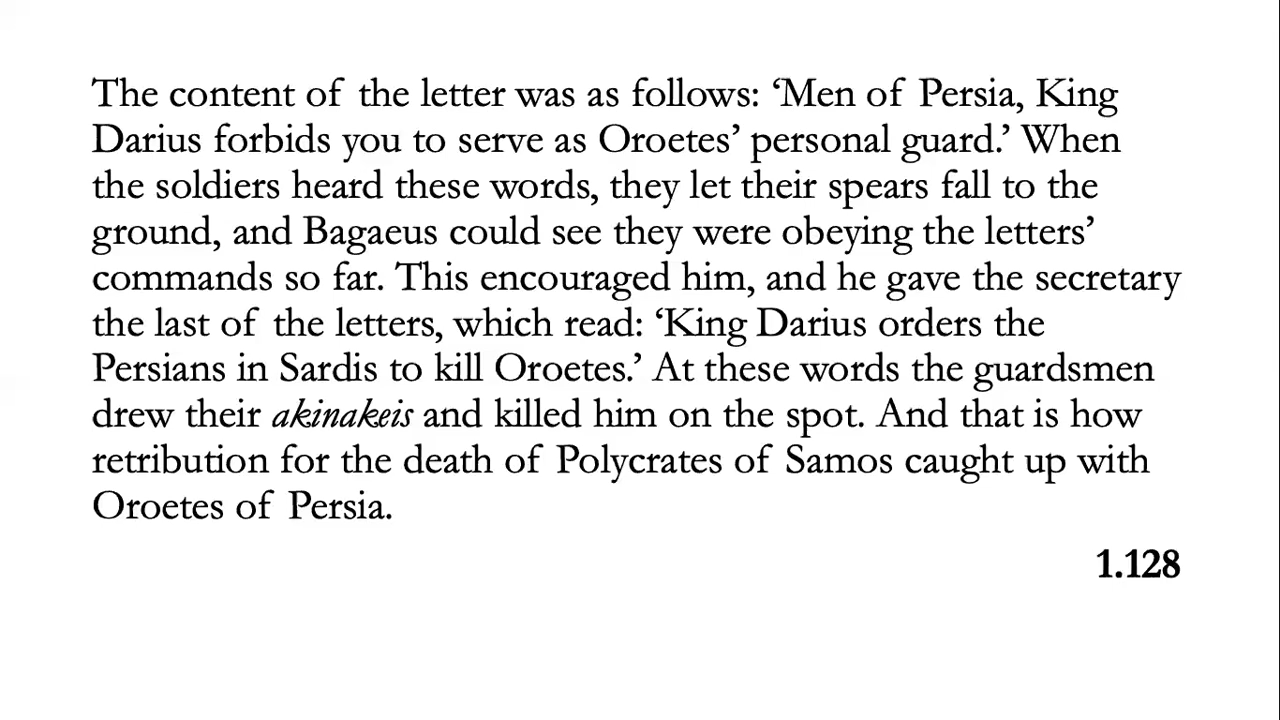 The content of the letter was as follows: ‘Men of Persia, King
Darius forbids you to serve as Oroetes’ personal guard.’ When
the soldiers heard these words, they let their spears fall to the
ground, and Bagaeus could see they were obeying the letters’
commands so far. This encouraged him, and he gave the secretary
the last of the letters, which read: ‘King Darius orders the
Persians in Sardis to kill Oroetes.’ At these words the guardsmen
drew their akinakeis and killed him on the spot. And that is how
retribution for the death of Polycrates of Samos caught up with
Oroetes of Persia.
1.128